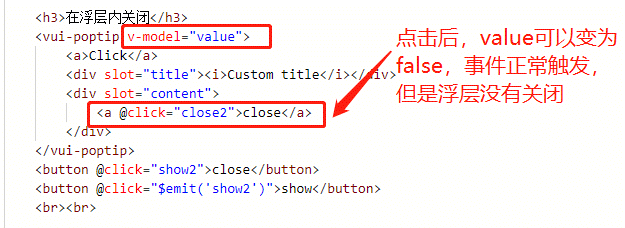 <h3>在浮层内关闭</h3>
<vui-poptip v-model="value">
<a>Click</a>
<div slot="title"><i>Custom title</i></div>
<div slot="content">
<a @click="close2">close</a>
</div>
</vui-poptip>
<button @click="show2">close</button>
<button @click="$emit('show2')">show</button>
<br><br>
点击后，value可以变为
false，事件正常触发，
但是浮层没有关闭